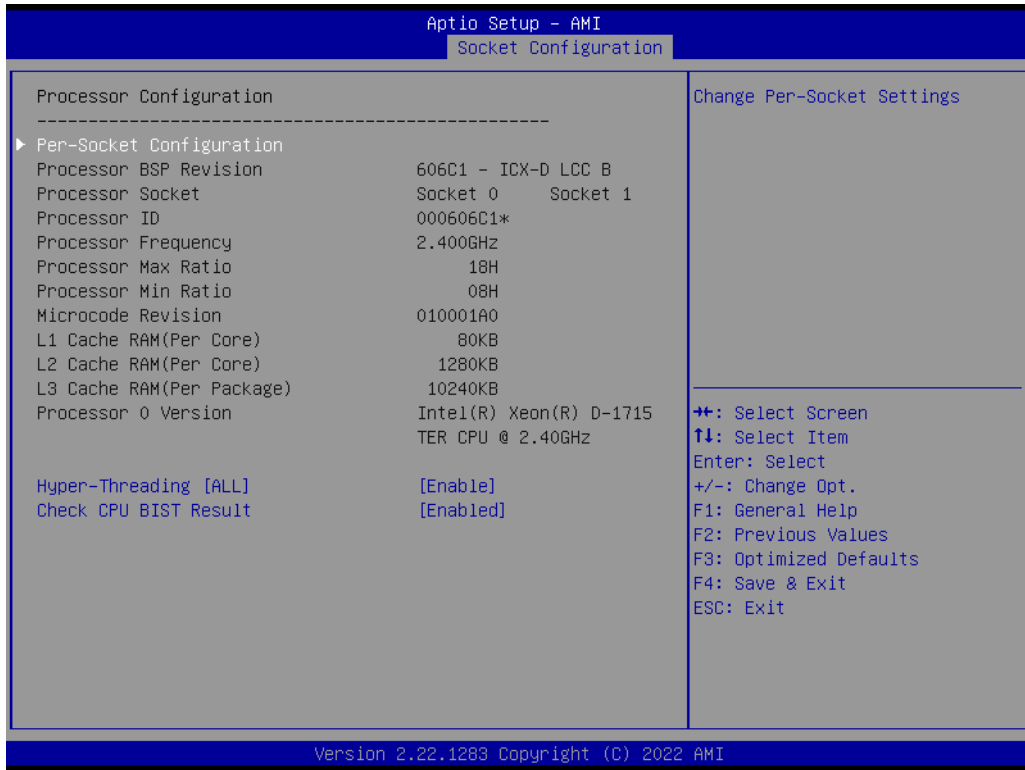 Aptio Setup – AMI
Socket Configuration
Processor Configuration
--------------------------------------------------
Per-Socket Configuration
Processor BSP Revision 606C1 – ICX-D LCC B
Processor Socket Socket 0 Socket 1
Processor ID 000606C1*
Processor Frequency 2.400GHz
Processor Max Ratio 18H
Processor Min Ratio 08H
Microcode Revision 010001A0
L1 Cache RAM(Per Core) 80KB
L2 Cache RAM(Per Core) 1280KB
L3 Cache RAM(Per Package) 10240KB
Processor 0 Version Intel(R) Xeon(R) D-1715
TER CPU @ 2.40GHz
Hyper-Threading [ALL] [Enable]
Check CPU BIST Result [Enabled]
Change Per-Socket Settings
→←: Select Screen
↑↓: Select Item
Enter: Select
+/-: Change Opt.
F1: General Help
F2: Previous Values
F3: Optimized Defaults
F4: Save & Exit
ESC: Exit
Version 2.22.1283 Copyright (C) 2022 AMI